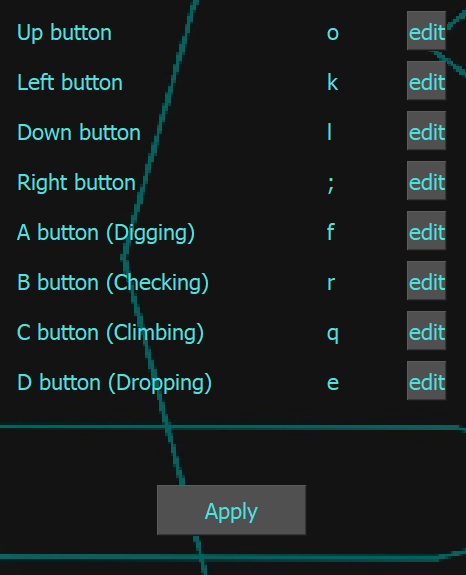 Up button o edit
Left button k edit
Down button l edit
Right button ; edit
A button (Digging) f edit
B button (Checking) r edit
C button (Climbing) q edit
D button (Dropping) e edit
Apply